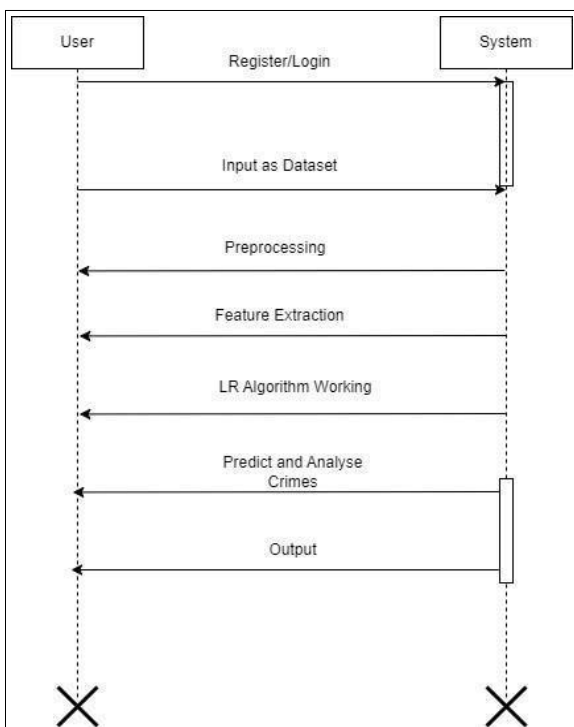 User
System
Register/Login
Input as Dataset
Preprocessing
Feature Extraction
LR Algorithm Working
Predict and Analyse
Crimes
Output